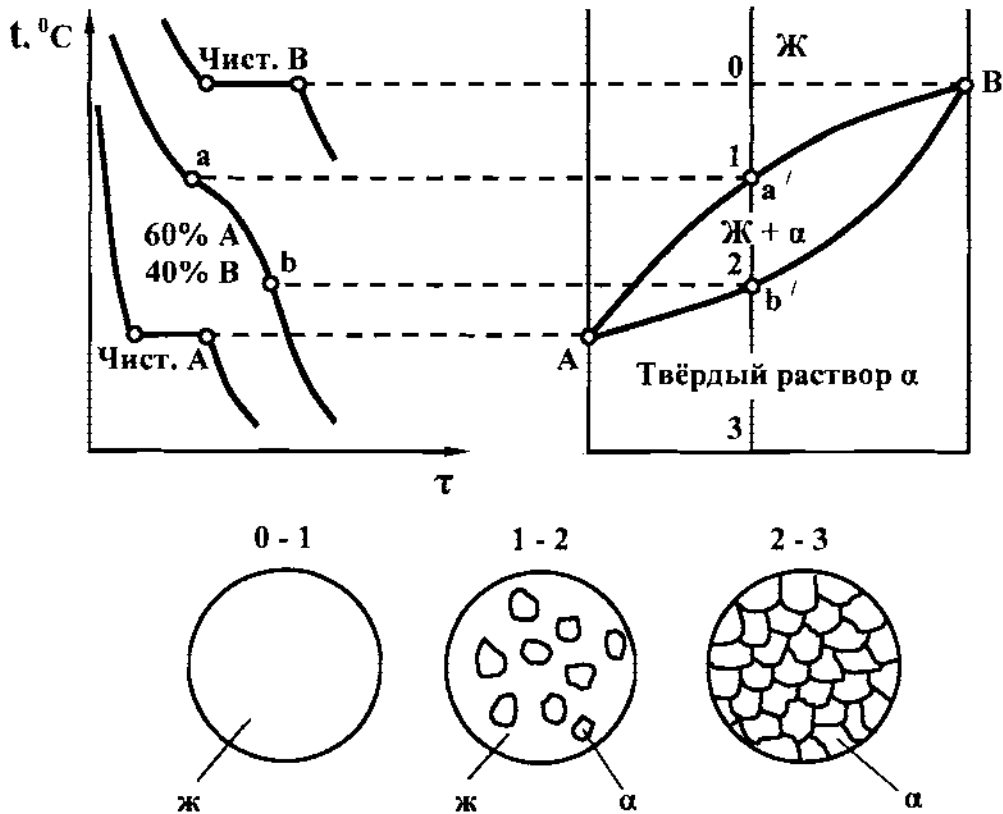 t. ⁰C
Чист. B
a
60% A
40% B
b
Чист. A
τ
Ж
0
B
1
a′
Ж + α
2
b′
A
Твёрдый раствор α
3
0 - 1
1 - 2
2 - 3
ж
ж
α
α